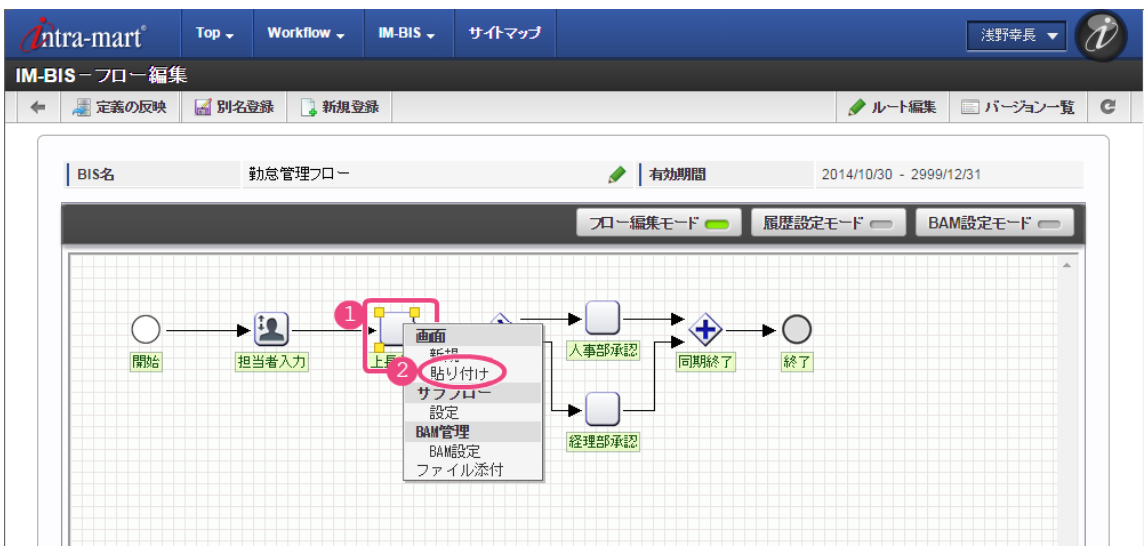 intra-mart® Top Workflow IM-BIS サイトマップ 浅野幸長
IM-BIS－フロー編集
定義の反映 別名登録 新規登録 ルート編集 バージョン一覧
BIS名 勤怠管理フロー 有効期間 2014/10/30 - 2999/12/31
フロー編集モード 履歴設定モード BAM設定モード
1
画面
新規
2 貼り付け
サブフロー
設定
BAM管理
BAM設定
ファイル添付
開始 担当者入力 上長 人事部承認 同期終了 終了
経理部承認